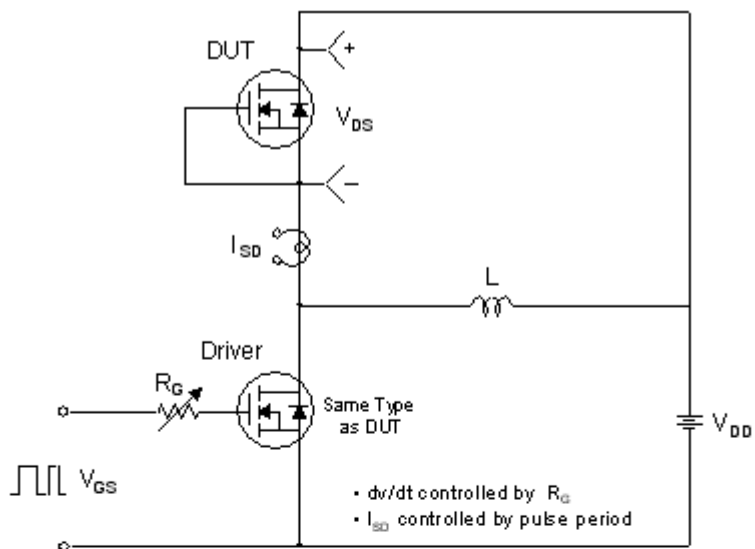 DUT
+
V_DS
−
I_SD
L
Driver
R_G
Same Type
as DUT
V_DD
V_GS
• dv/dt controlled by R_G
• I_SD controlled by pulse period